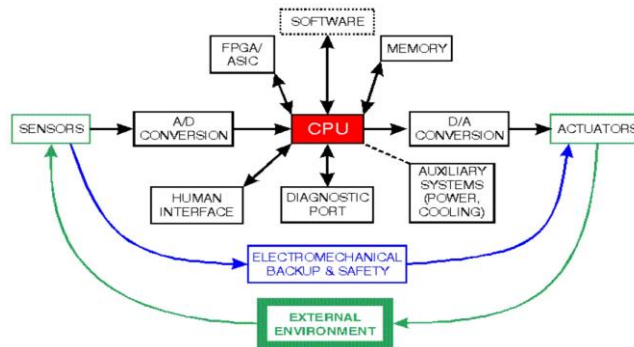 SOFTWARE
FPGA/
ASIC
MEMORY
SENSORS
A/D
CONVERSION
CPU
D/A
CONVERSION
ACTUATORS
HUMAN
INTERFACE
DIAGNOSTIC
PORT
AUXILIARY
SYSTEMS
(POWER,
COOLING)
ELECTROMECHANICAL
BACKUP & SAFETY
EXTERNAL
ENVIRONMENT